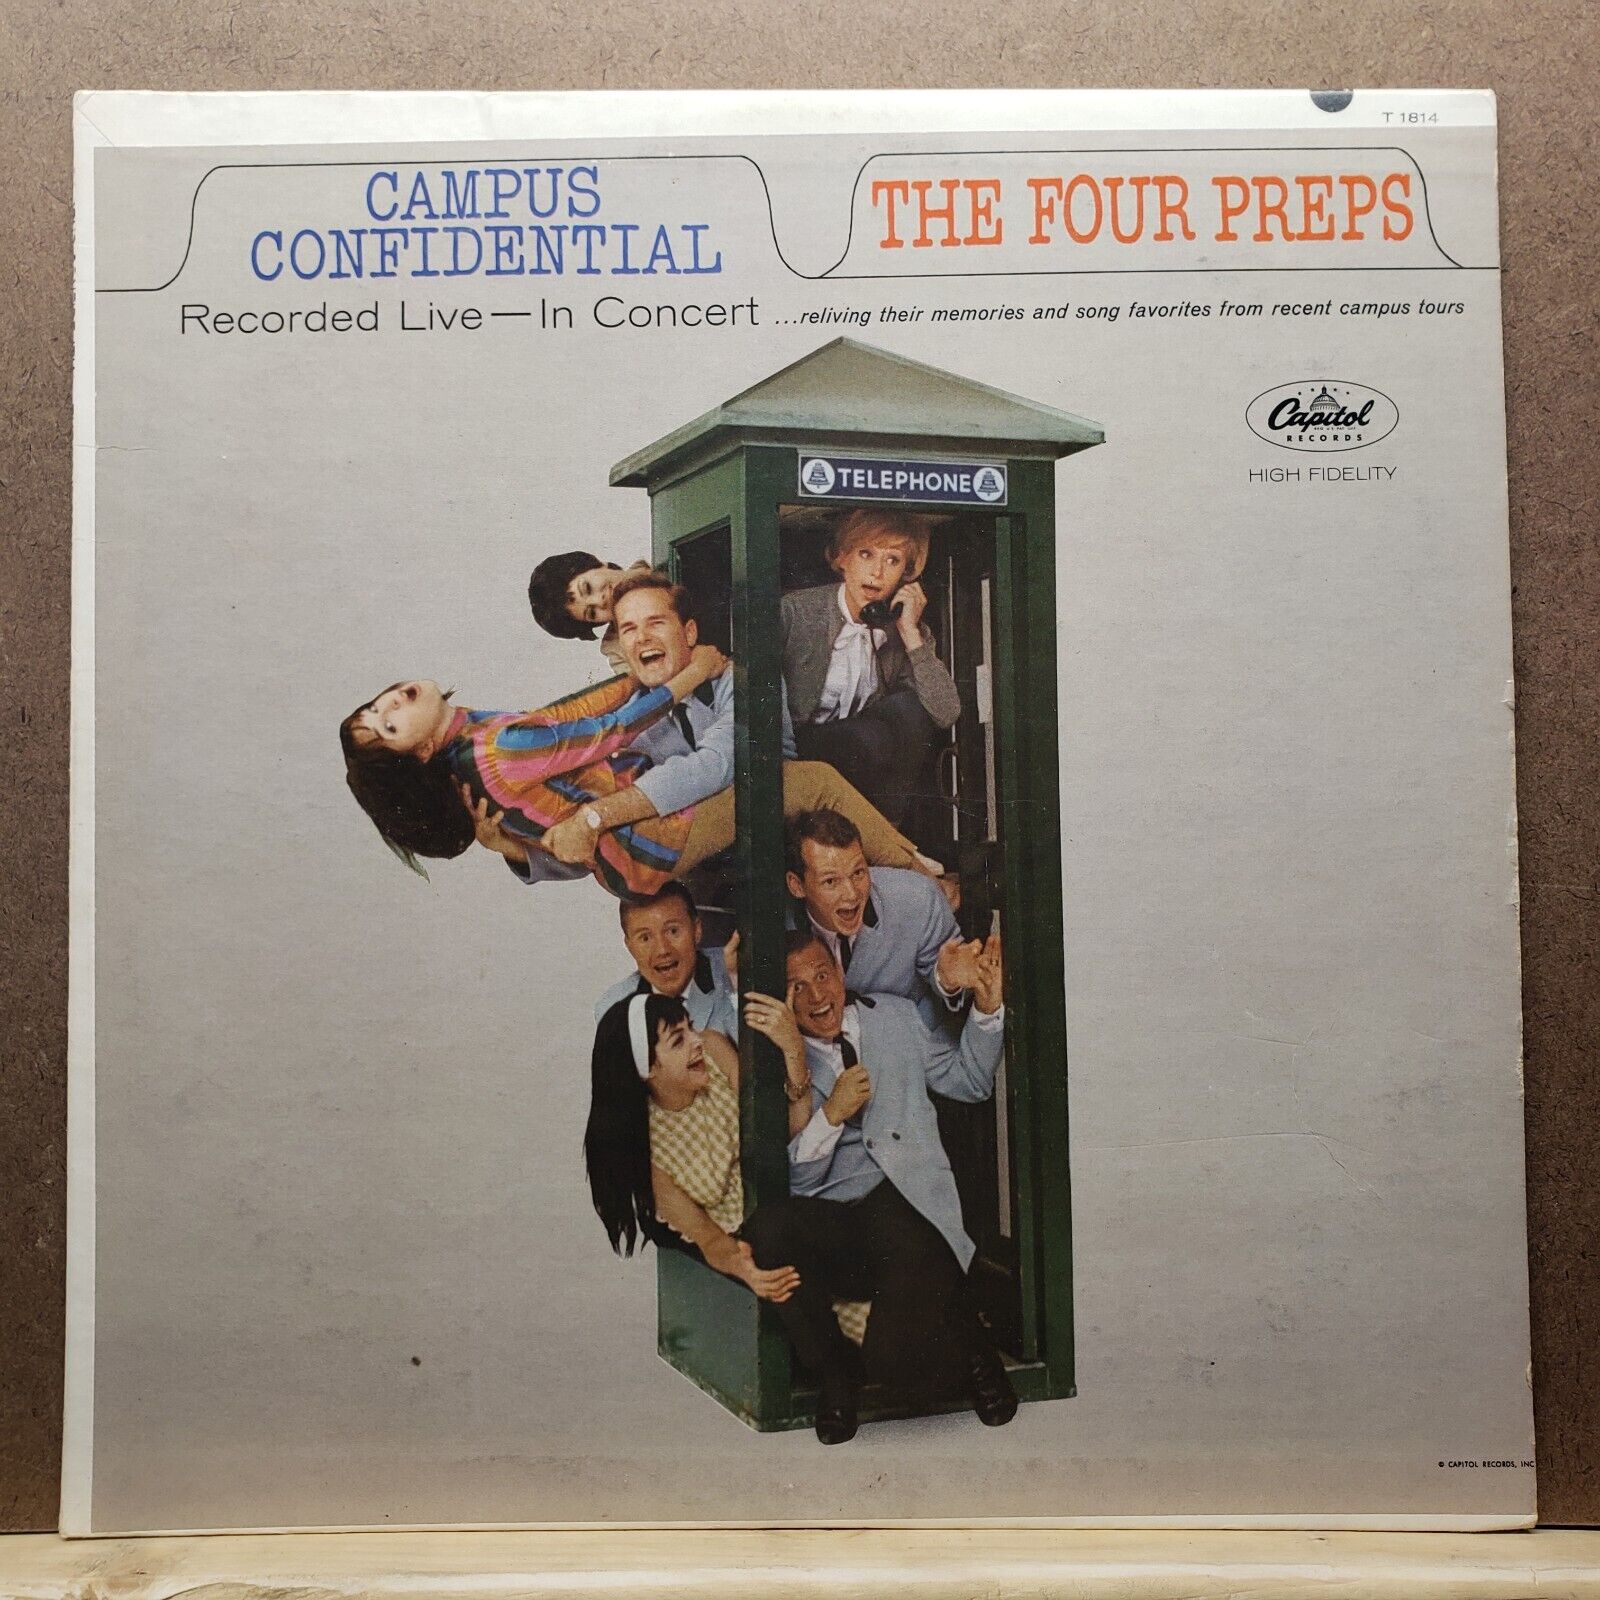 T 1814
CAMPUS
CONFIDENTIAL
THE FOUR PREPS
Recorded Live—In Concert ...reliving their memories and song favorites from recent campus tours
Capitol
RECORDS
HIGH FIDELITY
TELEPHONE
© CAPITOL RECORDS, INC